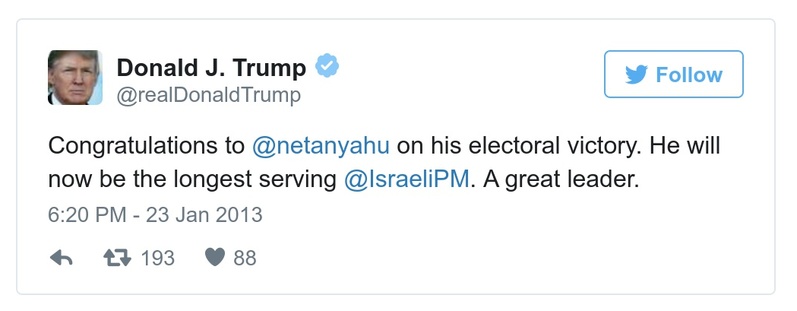 Donald J. Trump
@realDonaldTrump
Follow
Congratulations to @netanyahu on his electoral victory. He will
now be the longest serving @IsraeliPM. A great leader.
6:20 PM - 23 Jan 2013
193 88